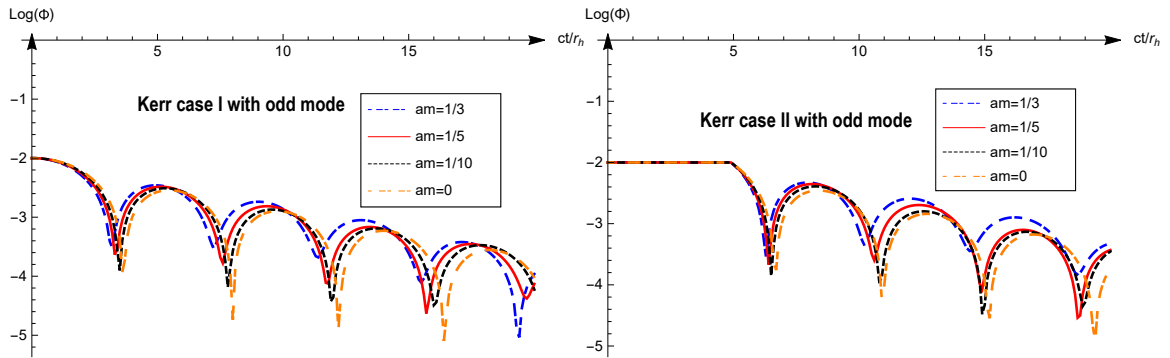 Log(Φ)
ct/rₕ
5
10
15
−1
−2
−3
−4
−5
Kerr case I with odd mode
am=1/3
am=1/5
am=1/10
am=0
Log(Φ)
ct/rₕ
5
10
15
−1
−2
−3
−4
−5
Kerr case II with odd mode
am=1/3
am=1/5
am=1/10
am=0